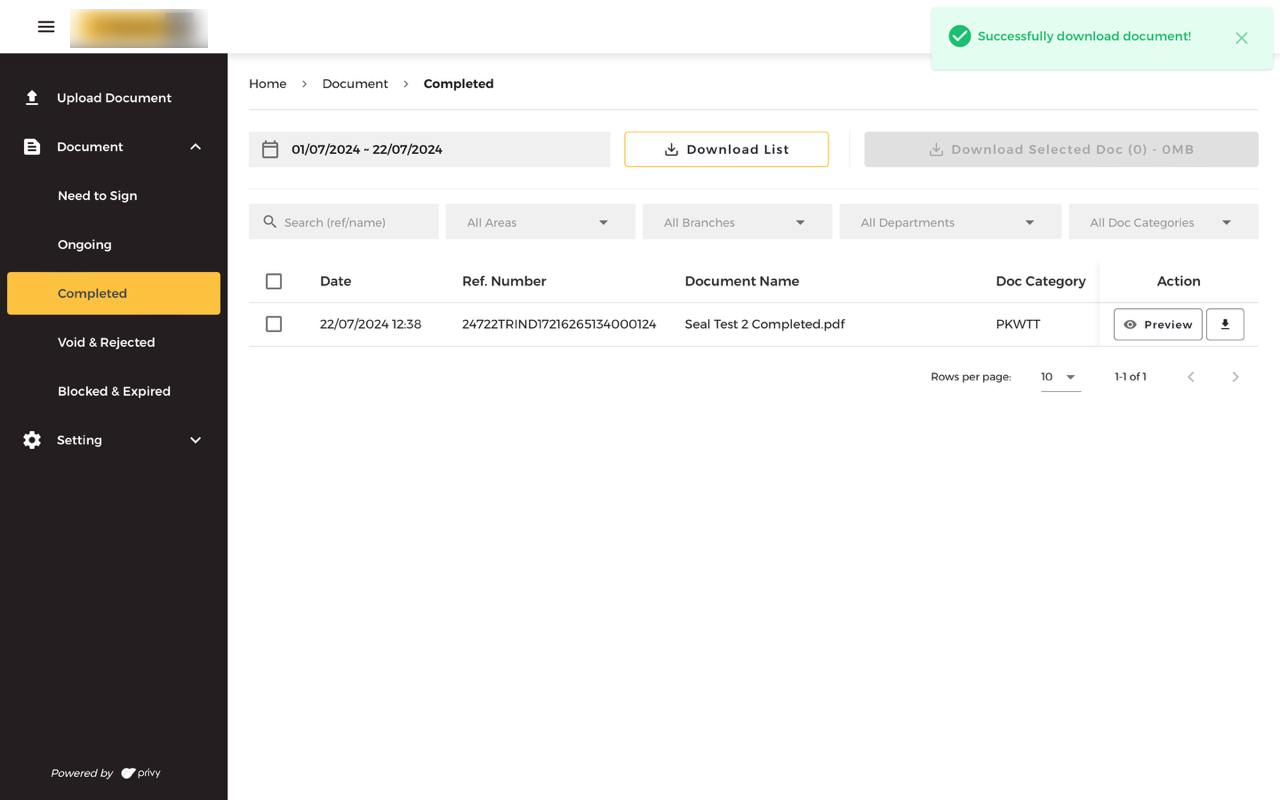 Successfully download document!
Upload Document
Document
Need to Sign
Ongoing
Completed
Void & Rejected
Blocked & Expired
Setting
Powered by privy
Home > Document > Completed
01/07/2024 ~ 22/07/2024
Download List
Download Selected Doc (0) - 0MB
Search (ref/name)
All Areas
All Branches
All Departments
All Doc Categories
Date Ref. Number Document Name Doc Category Action
22/07/2024 12:38 24722TRIND17216265134000124 Seal Test 2 Completed.pdf PKWTT Preview
Rows per page: 10 1-1 of 1